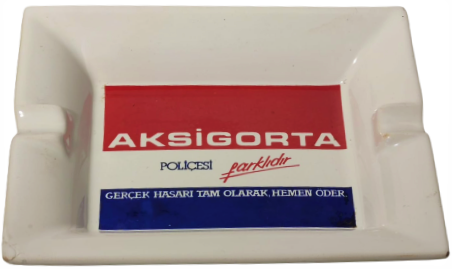 AKSİGORTA
POLİÇESİ farklıdır
GERÇEK HASARI TAM OLARAK, HEMEN ÖDER.